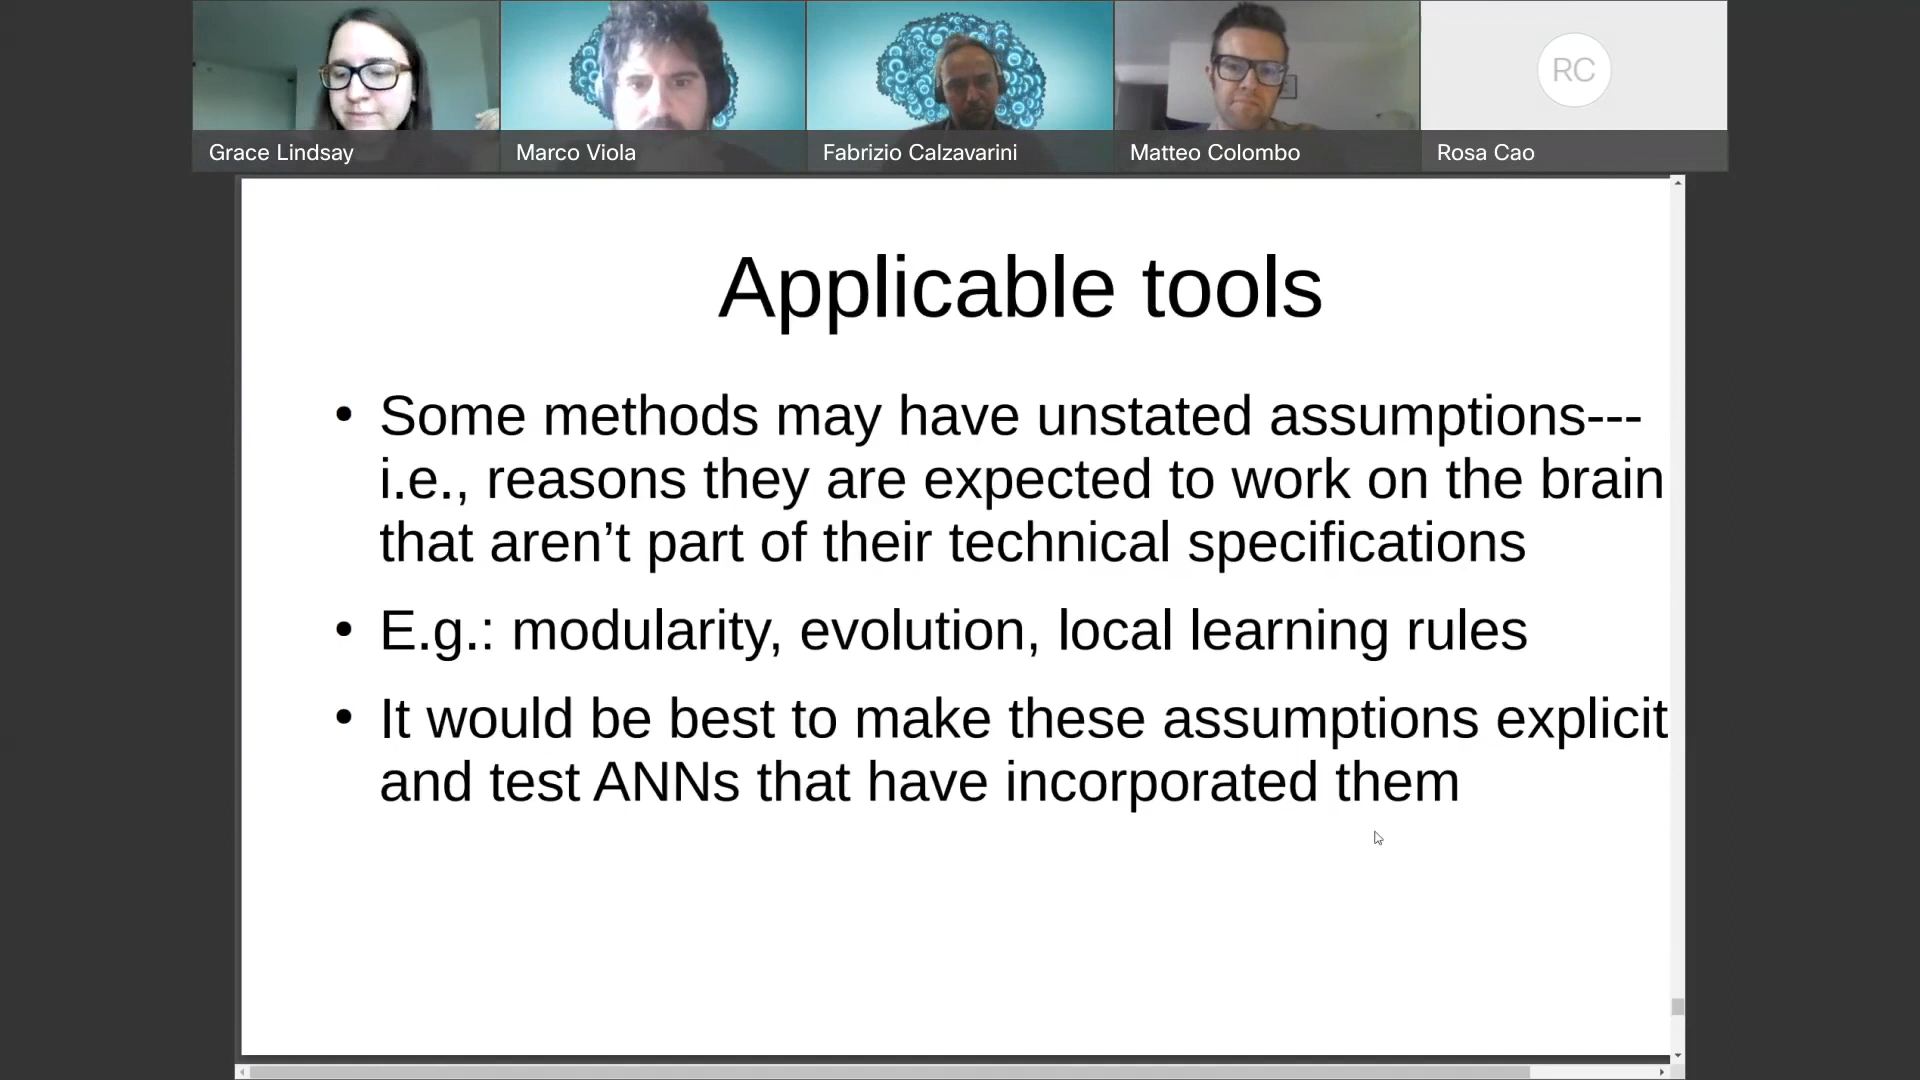 Grace Lindsay
Marco Viola
Fabrizio Calzavarini
Matteo Colombo
RC
Rosa Cao
Applicable tools
• Some methods may have unstated assumptions---
i.e., reasons they are expected to work on the brain
that aren’t part of their technical specifications
• E.g.: modularity, evolution, local learning rules
• It would be best to make these assumptions explicit
and test ANNs that have incorporated them